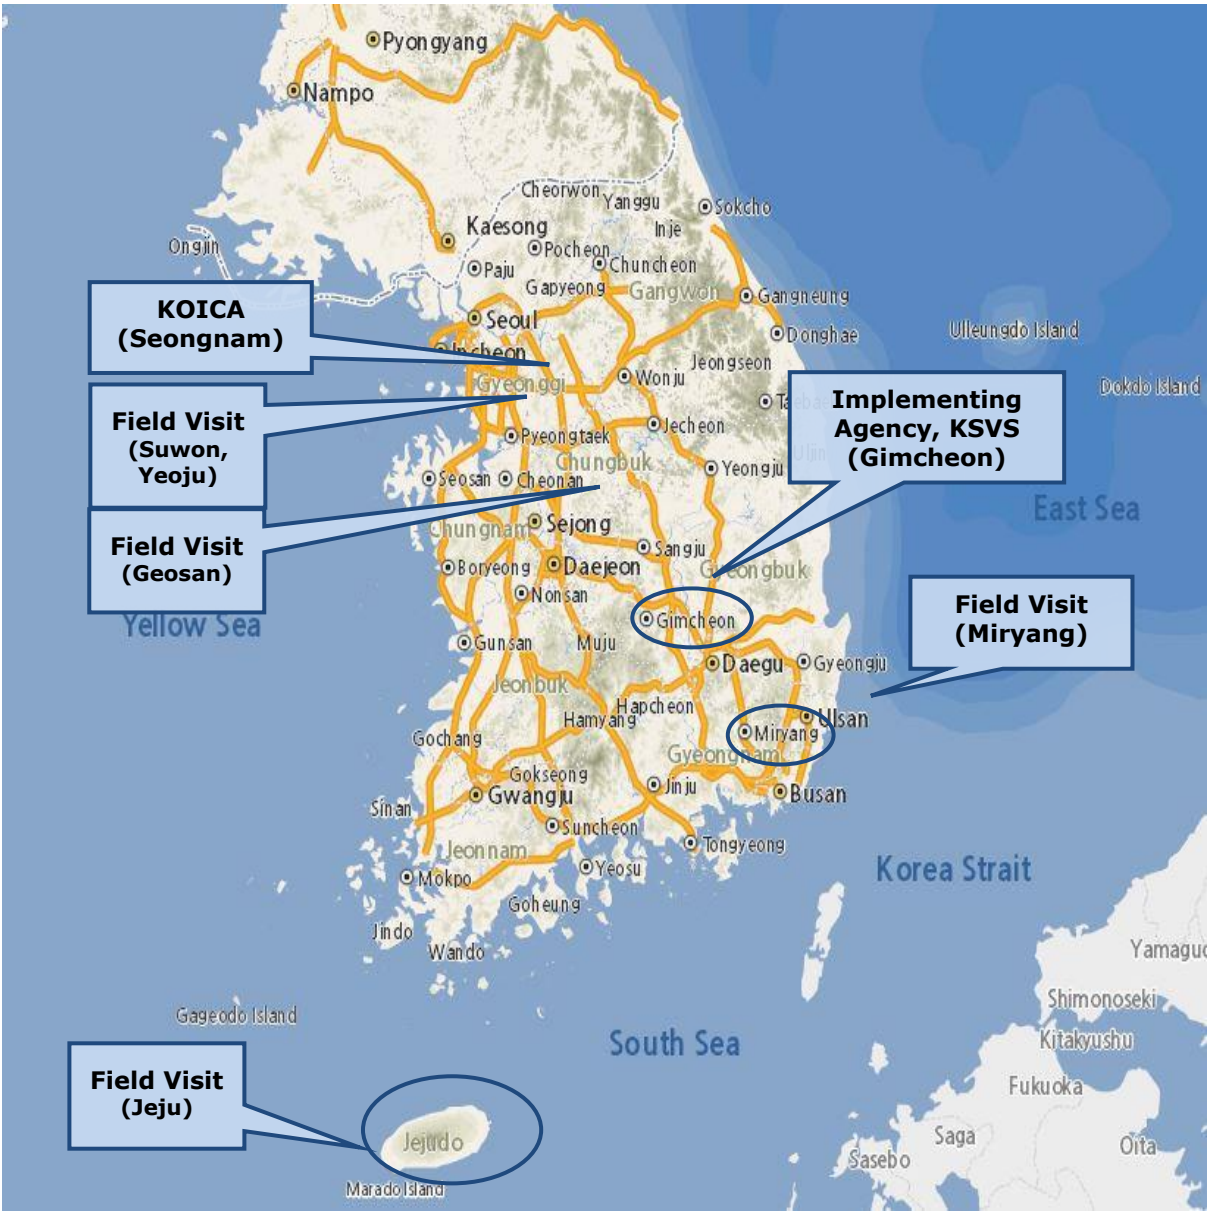 Pyongyang
Nampo
Cheorwon
Yanggu
Sokcho
Kaesong
Inje
Ongjin
Pocheon
Paju
Chuncheon
Gapyeong
Gangwon
Gangneung
KOICA
(Seongnam)
Seoul
Ulleungdo Island
Donghae
Incheon
Jeongseon
Gyeonggi
Wonju
Dokdo Island
Field Visit
(Suwon,
Yeoju)
Implementing
Agency, KSVS
(Gimcheon)
Taebae
Jecheon
Pyeongtaek
Chungbuk
Uljin
Yeongju
Seosan
Cheonan
East Sea
Chungnam
Sejong
Field Visit
(Geosan)
Sangju
Boryeong
Daejeon
Gyeongbuk
Nonsan
Field Visit
(Miryang)
Yellow Sea
Gimcheon
Gunsan
Muju
Daegu
Gyeongju
Jeonbuk
Hapcheon
Hamyang
Ulsan
Miryang
Gochang
Gyeongnam
Gokseong
Jinju
Gwangju
Busan
Sinan
Suncheon
Tongyeong
Jeonnam
Yeosu
Korea Strait
Mokpo
Goheung
Jindo
Wando
Yamaguc
Shimonoseki
Gageodo Island
South Sea
Kitakyushu
Field Visit
(Jeju)
Fukuoka
Jejudo
Saga
Oita
Sasebo
Marado Island